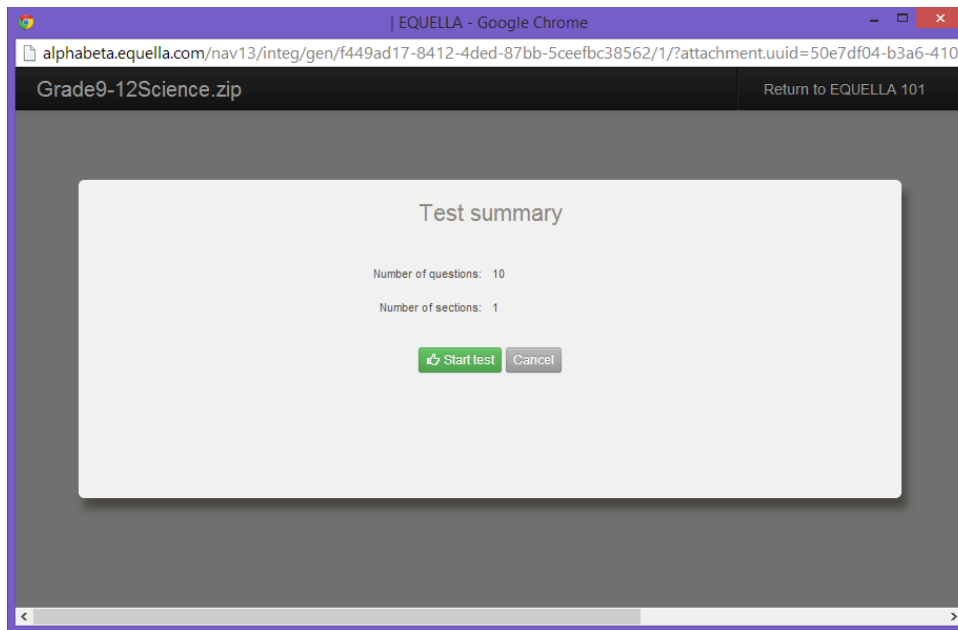 | EQUELLA - Google Chrome
alphabeta.equella.com/nav13/integ/gen/f449ad17-8412-4ded-87bb-5ceefbc38562/1/?attachment.uuid=50e7df04-b3a6-410
Grade9-12Science.zip
Return to EQUELLA 101
Test summary
Number of questions: 10
Number of sections: 1
Start test Cancel